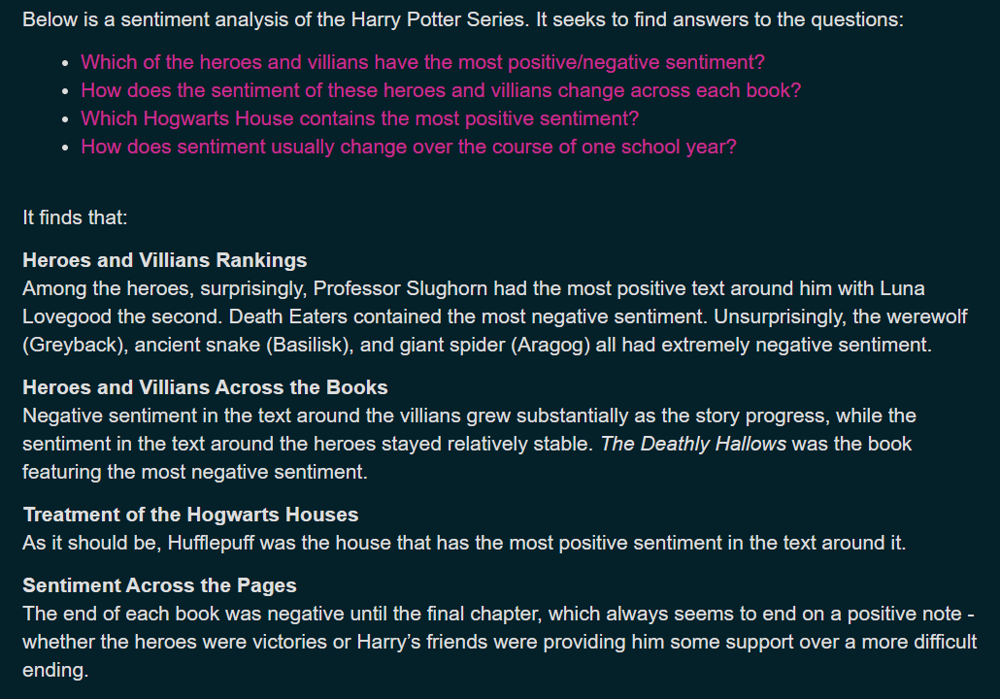 Below is a sentiment analysis of the Harry Potter Series. It seeks to find answers to the questions:
• Which of the heroes and villians have the most positive/negative sentiment?
• How does the sentiment of these heroes and villians change across each book?
• Which Hogwarts House contains the most positive sentiment?
• How does sentiment usually change over the course of one school year?
It finds that:
Heroes and Villians Rankings
Among the heroes, surprisingly, Professor Slughorn had the most positive text around him with Luna
Lovegood the second. Death Eaters contained the most negative sentiment. Unsurprisingly, the werewolf
(Greyback), ancient snake (Basilisk), and giant spider (Aragog) all had extremely negative sentiment.
Heroes and Villians Across the Books
Negative sentiment in the text around the villians grew substantially as the story progress, while the
sentiment in the text around the heroes stayed relatively stable. The Deathly Hallows was the book
featuring the most negative sentiment.
Treatment of the Hogwarts Houses
As it should be, Hufflepuff was the house that has the most positive sentiment in the text around it.
Sentiment Across the Pages
The end of each book was negative until the final chapter, which always seems to end on a positive note -
whether the heroes were victories or Harry’s friends were providing him some support over a more difficult
ending.